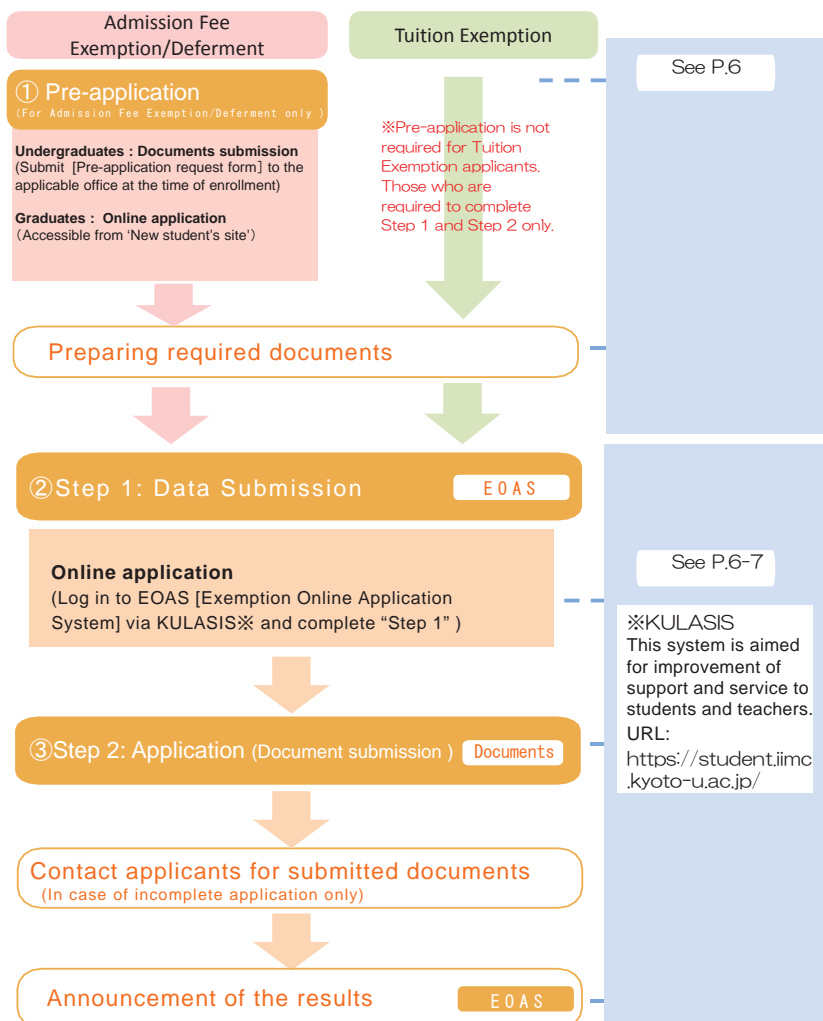 Admission Fee
Exemption/Deferment
Tuition Exemption
See P.6
① Pre-application
(For Admission Fee Exemption/Deferment only )
Undergraduates : Documents submission
(Submit [Pre-application request form] to the
applicable office at the time of enrollment)
Graduates : Online application
(Accessible from ‘New student’s site’)
※Pre-application is not
required for Tuition
Exemption applicants.
Those who are
required to complete
Step 1 and Step 2 only.
Preparing required documents
②Step 1: Data Submission
EOAS
Online application
(Log in to EOAS [Exemption Online Application
System] via KULASIS※ and complete “Step 1” )
See P.6-7
※KULASIS
This system is aimed
for improvement of
support and service to
students and teachers.
URL:
https://student.iimc
.kyoto-u.ac.jp/
③Step 2: Application (Document submission )
Documents
Contact applicants for submitted documents
(In case of incomplete application only)
Announcement of the results
EOAS